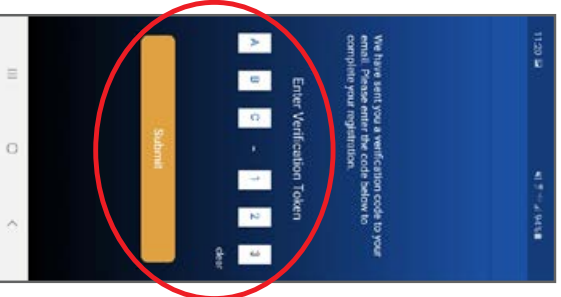 11:20
94%
We have sent you a verification code to your
email. Please enter the code below to
complete your registration.
Enter Verification Token
A B C - 1 2 3
clear
Submit